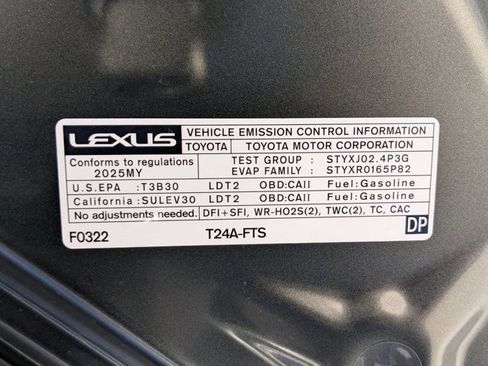 LEXUS VEHICLE EMISSION CONTROL INFORMATION
TOYOTA TOYOTA MOTOR CORPORATION
Conforms to regulations TEST GROUP : STYXJ02.4P3G
2025MY EVAP FAMILY : STYXR0165P82
U.S.EPA : T3B30 LDT2 OBD:CAII Fuel:Gasoline
California : SULEV30 LDT2 OBD:CAII Fuel:Gasoline
No adjustments needed. DFI+SFI, WR-HO2S(2), TWC(2), TC, CAC
F0322 T24A-FTS DP